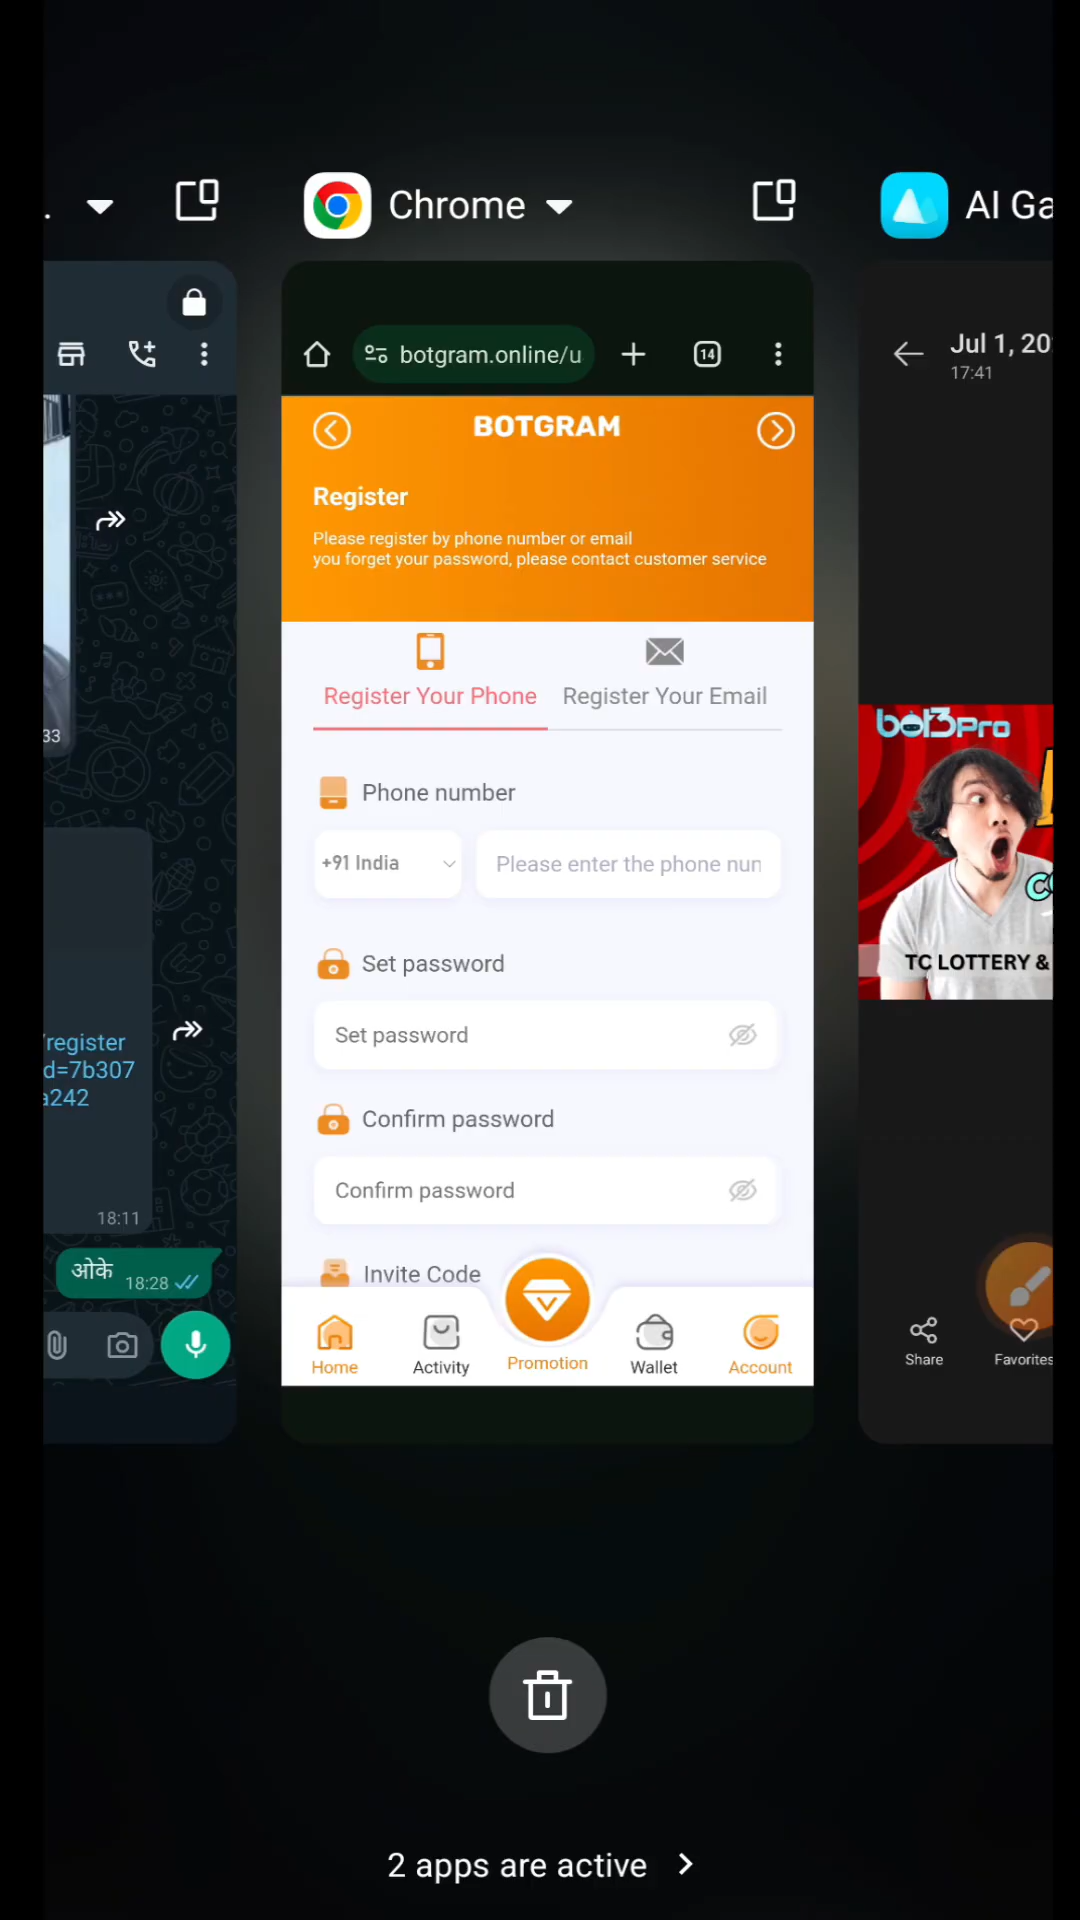 .
Chrome
AI Ga
botgram.online/u
14
Jul 1, 20
17:41
BOTGRAM
Register
Please register by phone number or email
you forget your password, please contact customer service
Register Your Phone
Register Your Email
33
Phone number
+91 India
Please enter the phone num
Set password
Set password
Confirm password
Confirm password
Invite Code
Home
Activity
Promotion
Wallet
Account
/register
d=7b307
a242
18:11
ओके
18:28
bot3Pro
TC LOTTERY &
Share
Favorites
2 apps are active